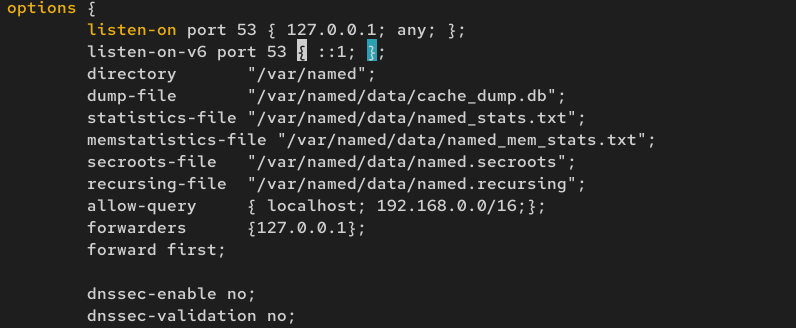 options {
        listen-on port 53 { 127.0.0.1; any; };
        listen-on-v6 port 53 { ::1; };
        directory       "/var/named";
        dump-file       "/var/named/data/cache_dump.db";
        statistics-file "/var/named/data/named_stats.txt";
        memstatistics-file "/var/named/data/named_mem_stats.txt";
        secroots-file   "/var/named/data/named.secroots";
        recursing-file  "/var/named/data/named.recursing";
        allow-query     { localhost; 192.168.0.0/16;};
        forwarders      {127.0.0.1};
        forward first;

        dnssec-enable no;
        dnssec-validation no;